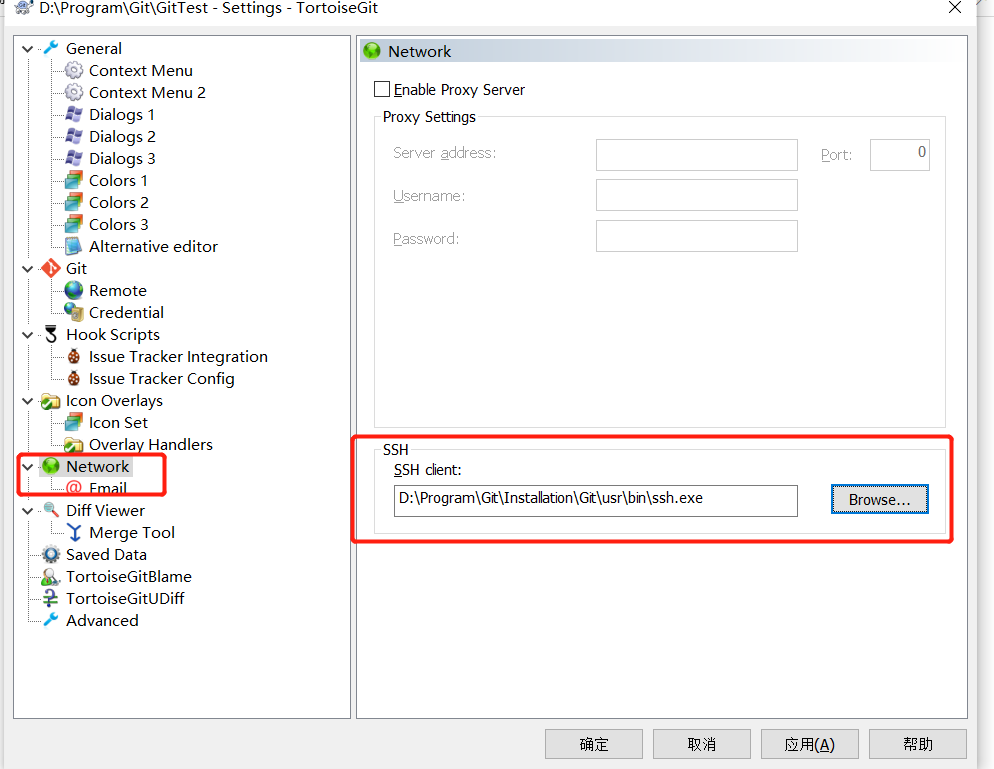 D:\Program\Git\GitTest - Settings - TortoiseGit
General
Context Menu
Context Menu 2
Dialogs 1
Dialogs 2
Dialogs 3
Colors 1
Colors 2
Colors 3
Alternative editor
Git
Remote
Credential
Hook Scripts
Issue Tracker Integration
Issue Tracker Config
Icon Overlays
Icon Set
Overlay Handlers
Network
Email
Diff Viewer
Merge Tool
Saved Data
TortoiseGitBlame
TortoiseGitUDiff
Advanced
Network
Enable Proxy Server
Proxy Settings
Server address: Port: 0
Username:
Password:
SSH
SSH client:
D:\Program\Git\Installation\Git\usr\bin\ssh.exe Browse...
确定 取消 应用(A) 帮助